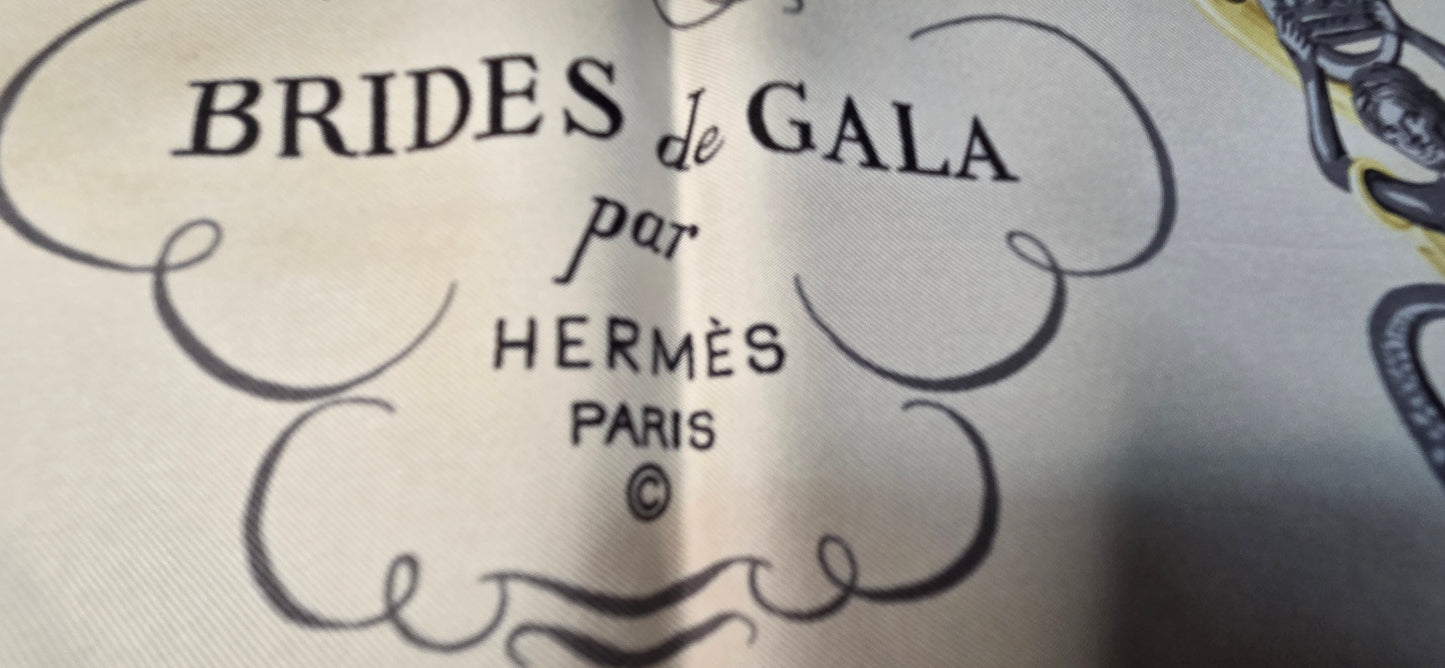 BRIDES de GALA
par
HERMÈS
PARIS
©